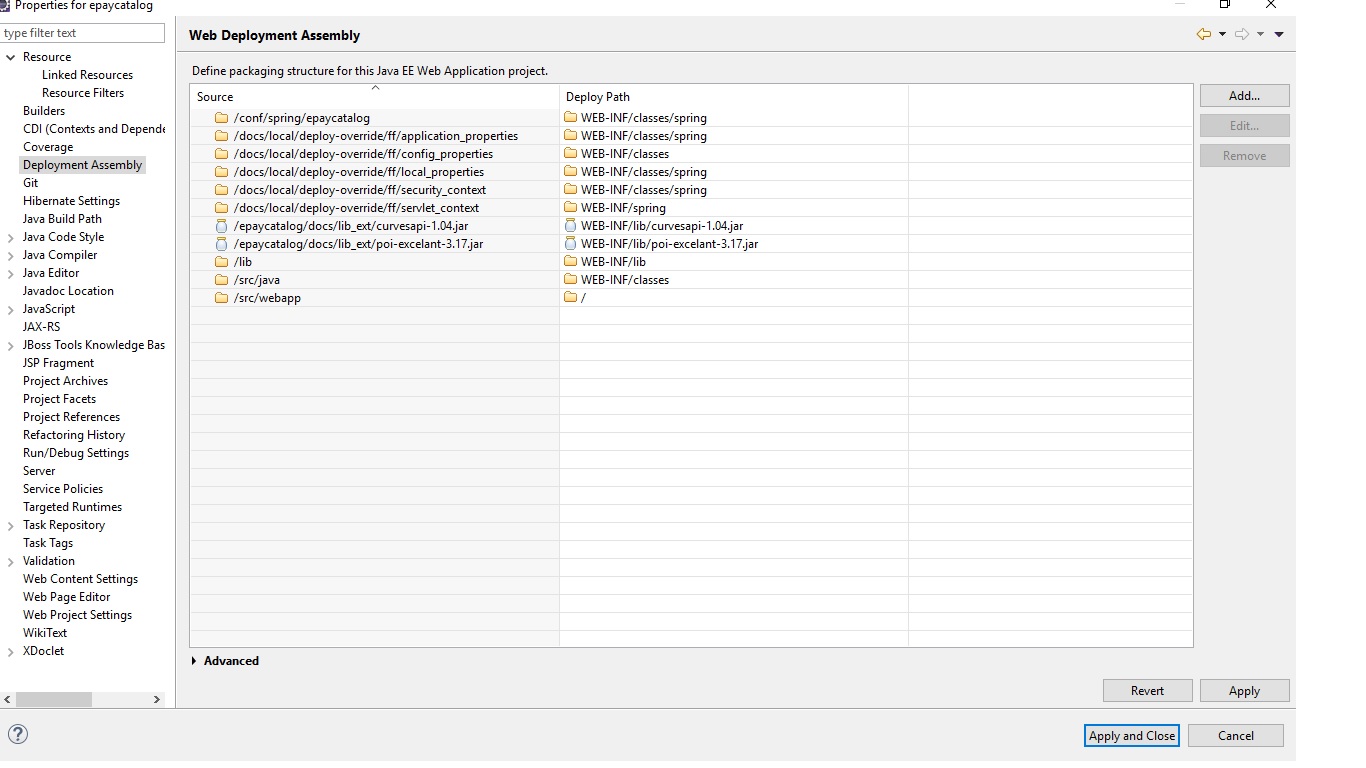 Properties for epaycatalog
type filter text
Resource
Linked Resources
Resource Filters
Builders
CDI (Contexts and Depende
Coverage
Deployment Assembly
Git
Hibernate Settings
Java Build Path
Java Code Style
Java Compiler
Java Editor
Javadoc Location
JavaScript
JAX-RS
JBoss Tools Knowledge Bas
JSP Fragment
Project Archives
Project Facets
Project References
Refactoring History
Run/Debug Settings
Server
Service Policies
Targeted Runtimes
Task Repository
Task Tags
Validation
Web Content Settings
Web Page Editor
Web Project Settings
WikiText
XDoclet
Web Deployment Assembly
Define packaging structure for this Java EE Web Application project.
Source Deploy Path
/conf/spring/epaycatalog WEB-INF/classes/spring
/docs/local/deploy-override/ff/application_properties WEB-INF/classes/spring
/docs/local/deploy-override/ff/config_properties WEB-INF/classes
/docs/local/deploy-override/ff/local_properties WEB-INF/classes/spring
/docs/local/deploy-override/ff/security_context WEB-INF/classes/spring
/docs/local/deploy-override/ff/servlet_context WEB-INF/spring
/epaycatalog/docs/lib_ext/curvesapi-1.04.jar WEB-INF/lib/curvesapi-1.04.jar
/epaycatalog/docs/lib_ext/poi-excelant-3.17.jar WEB-INF/lib/poi-excelant-3.17.jar
/lib WEB-INF/lib
/src/java WEB-INF/classes
/src/webapp /
Add...
Edit...
Remove
Advanced
Revert Apply
? Apply and Close Cancel